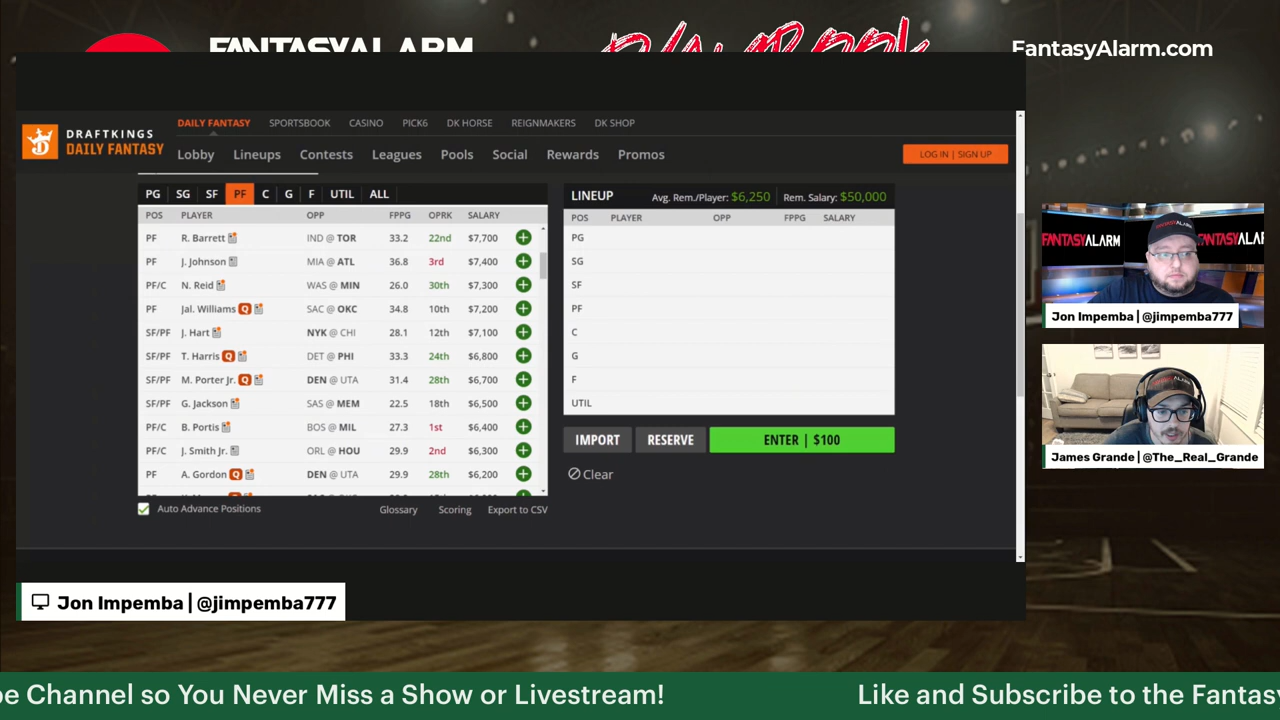 FANTASYALARM
PLAYBOOK
FantasyAlarm.com
DRAFTKINGS
DAILY FANTASY
DAILY FANTASY SPORTSBOOK CASINO PICK6 DK HORSE REIGNMAKERS DK SHOP
Lobby Lineups Contests Leagues Pools Social Rewards Promos
LOG IN | SIGN UP
PG SG SF PF C G F UTIL ALL
POS PLAYER OPP FPPG OPRK SALARY
PF R. Barrett IND @ TOR 33.2 22nd $7,700
PF J. Johnson MIA @ ATL 36.8 3rd $7,400
PF/C N. Reid WAS @ MIN 26.0 30th $7,300
PF Jal. Williams Q SAC @ OKC 34.8 10th $7,200
SF/PF J. Hart NYK @ CHI 28.1 12th $7,100
SF/PF T. Harris Q DET @ PHI 33.3 24th $6,800
SF/PF M. Porter Jr. Q DEN @ UTA 31.4 28th $6,700
SF/PF G. Jackson SAS @ MEM 22.5 18th $6,500
PF/C B. Portis BOS @ MIL 27.3 1st $6,400
PF/C J. Smith Jr. ORL @ HOU 29.9 2nd $6,300
PF A. Gordon Q DEN @ UTA 29.9 28th $6,200
Auto Advance Positions Glossary Scoring Export to CSV
LINEUP Avg. Rem./Player: $6,250 Rem. Salary: $50,000
POS PLAYER OPP FPPG SALARY
PG
SG
SF
PF
C
G
F
UTIL
IMPORT RESERVE ENTER | $100
Clear
FANTASYALARM
Jon Impemba | @jimpemba777
James Grande | @The_Real_Grande
Jon Impemba | @jimpemba777
be Channel so You Never Miss a Show or Livestream! Like and Subscribe to the Fantasy